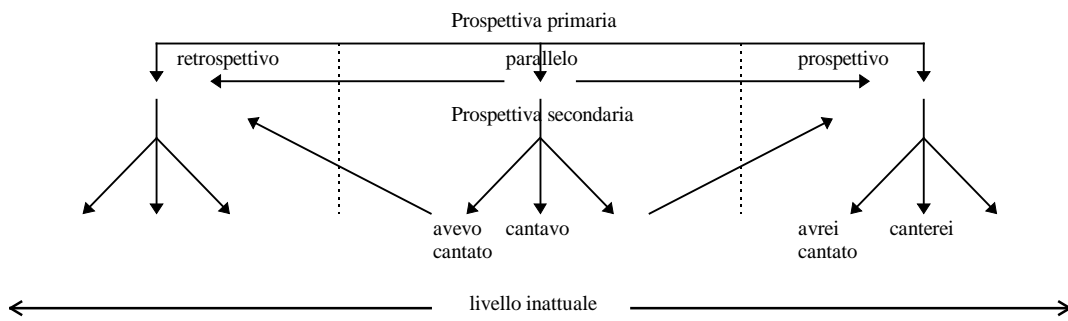 Prospettiva primaria
retrospettivo parallelo prospettivo
Prospettiva secondaria
avevo cantato cantavo avrei cantato canterei
livello inattuale